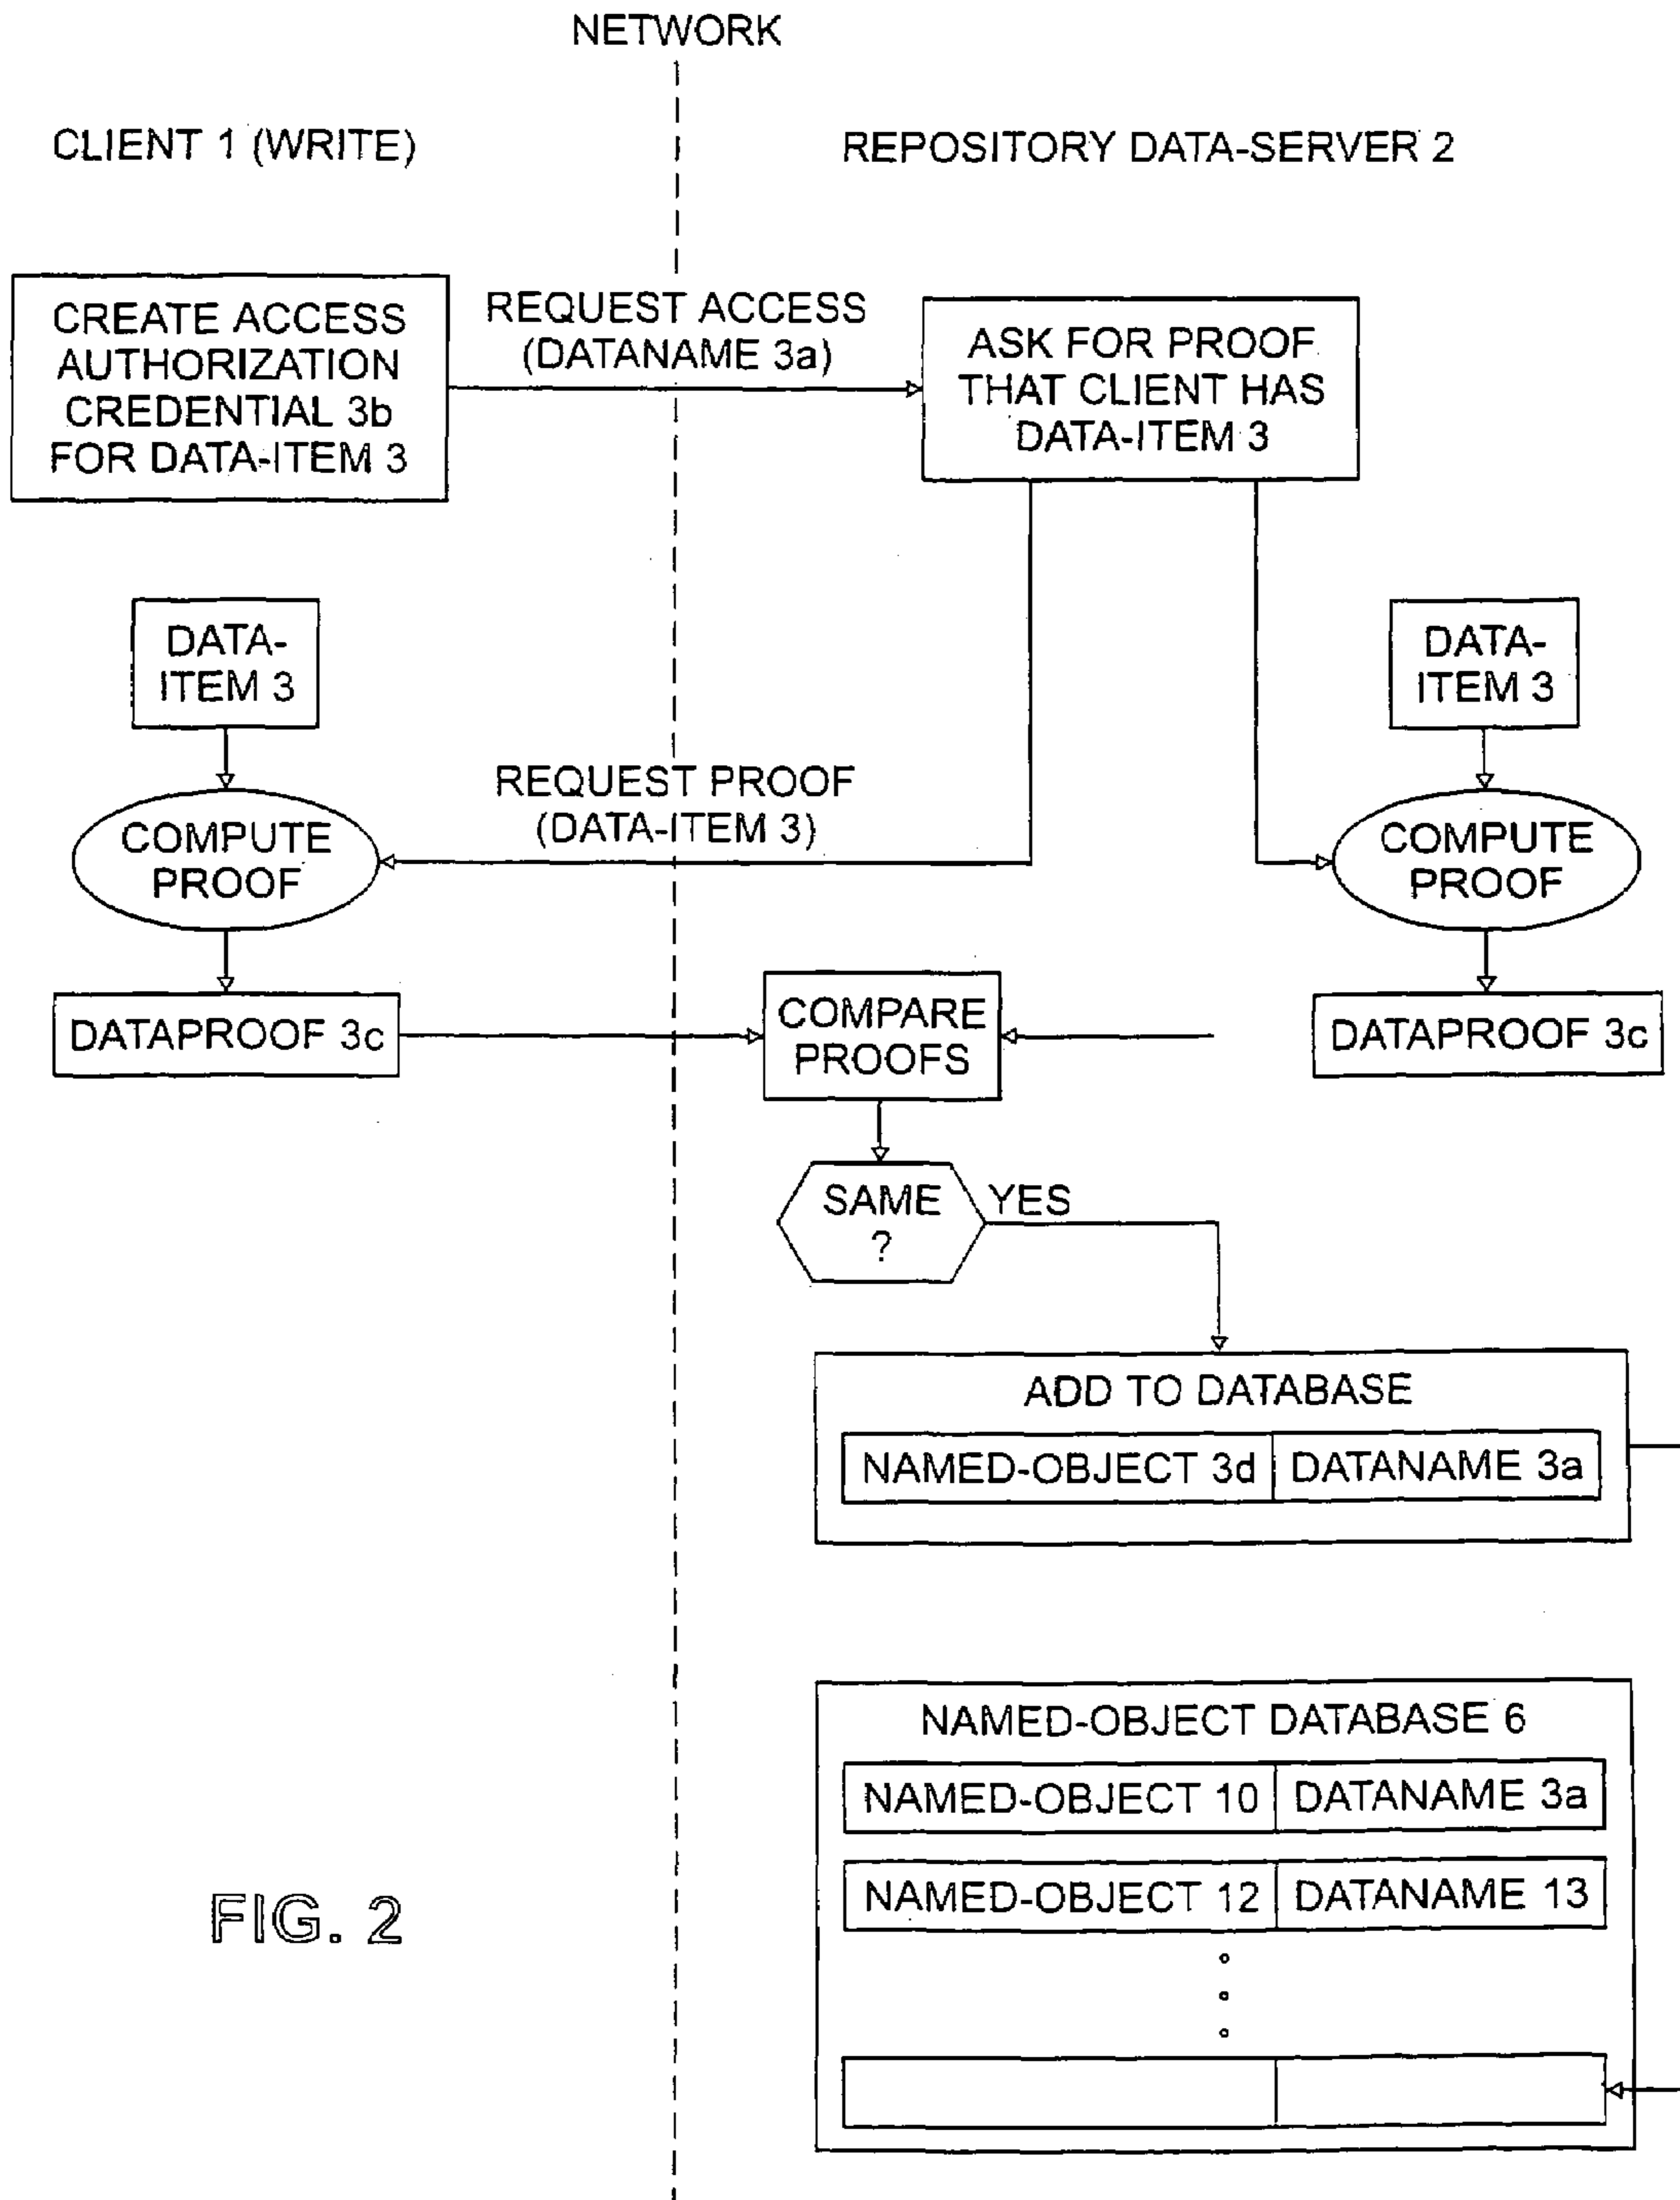 NETWORK
CLIENT 1 (WRITE)
REPOSITORY DATA-SERVER 2
CREATE ACCESS
AUTHORIZATION
CREDENTIAL 3b
FOR DATA-ITEM 3
REQUEST ACCESS
(DATANAME 3a)
ASK FOR PROOF
THAT CLIENT HAS
DATA-ITEM 3
DATA-
ITEM 3
DATA-
ITEM 3
REQUEST PROOF
(DATA-ITEM 3)
COMPUTE
PROOF
COMPUTE
PROOF
DATAPROOF 3c
COMPARE
PROOFS
DATAPROOF 3c
SAME
?
YES
ADD TO DATABASE
NAMED-OBJECT 3d
DATANAME 3a
NAMED-OBJECT DATABASE 6
NAMED-OBJECT 10
DATANAME 3a
NAMED-OBJECT 12
DATANAME 13
FIG. 2